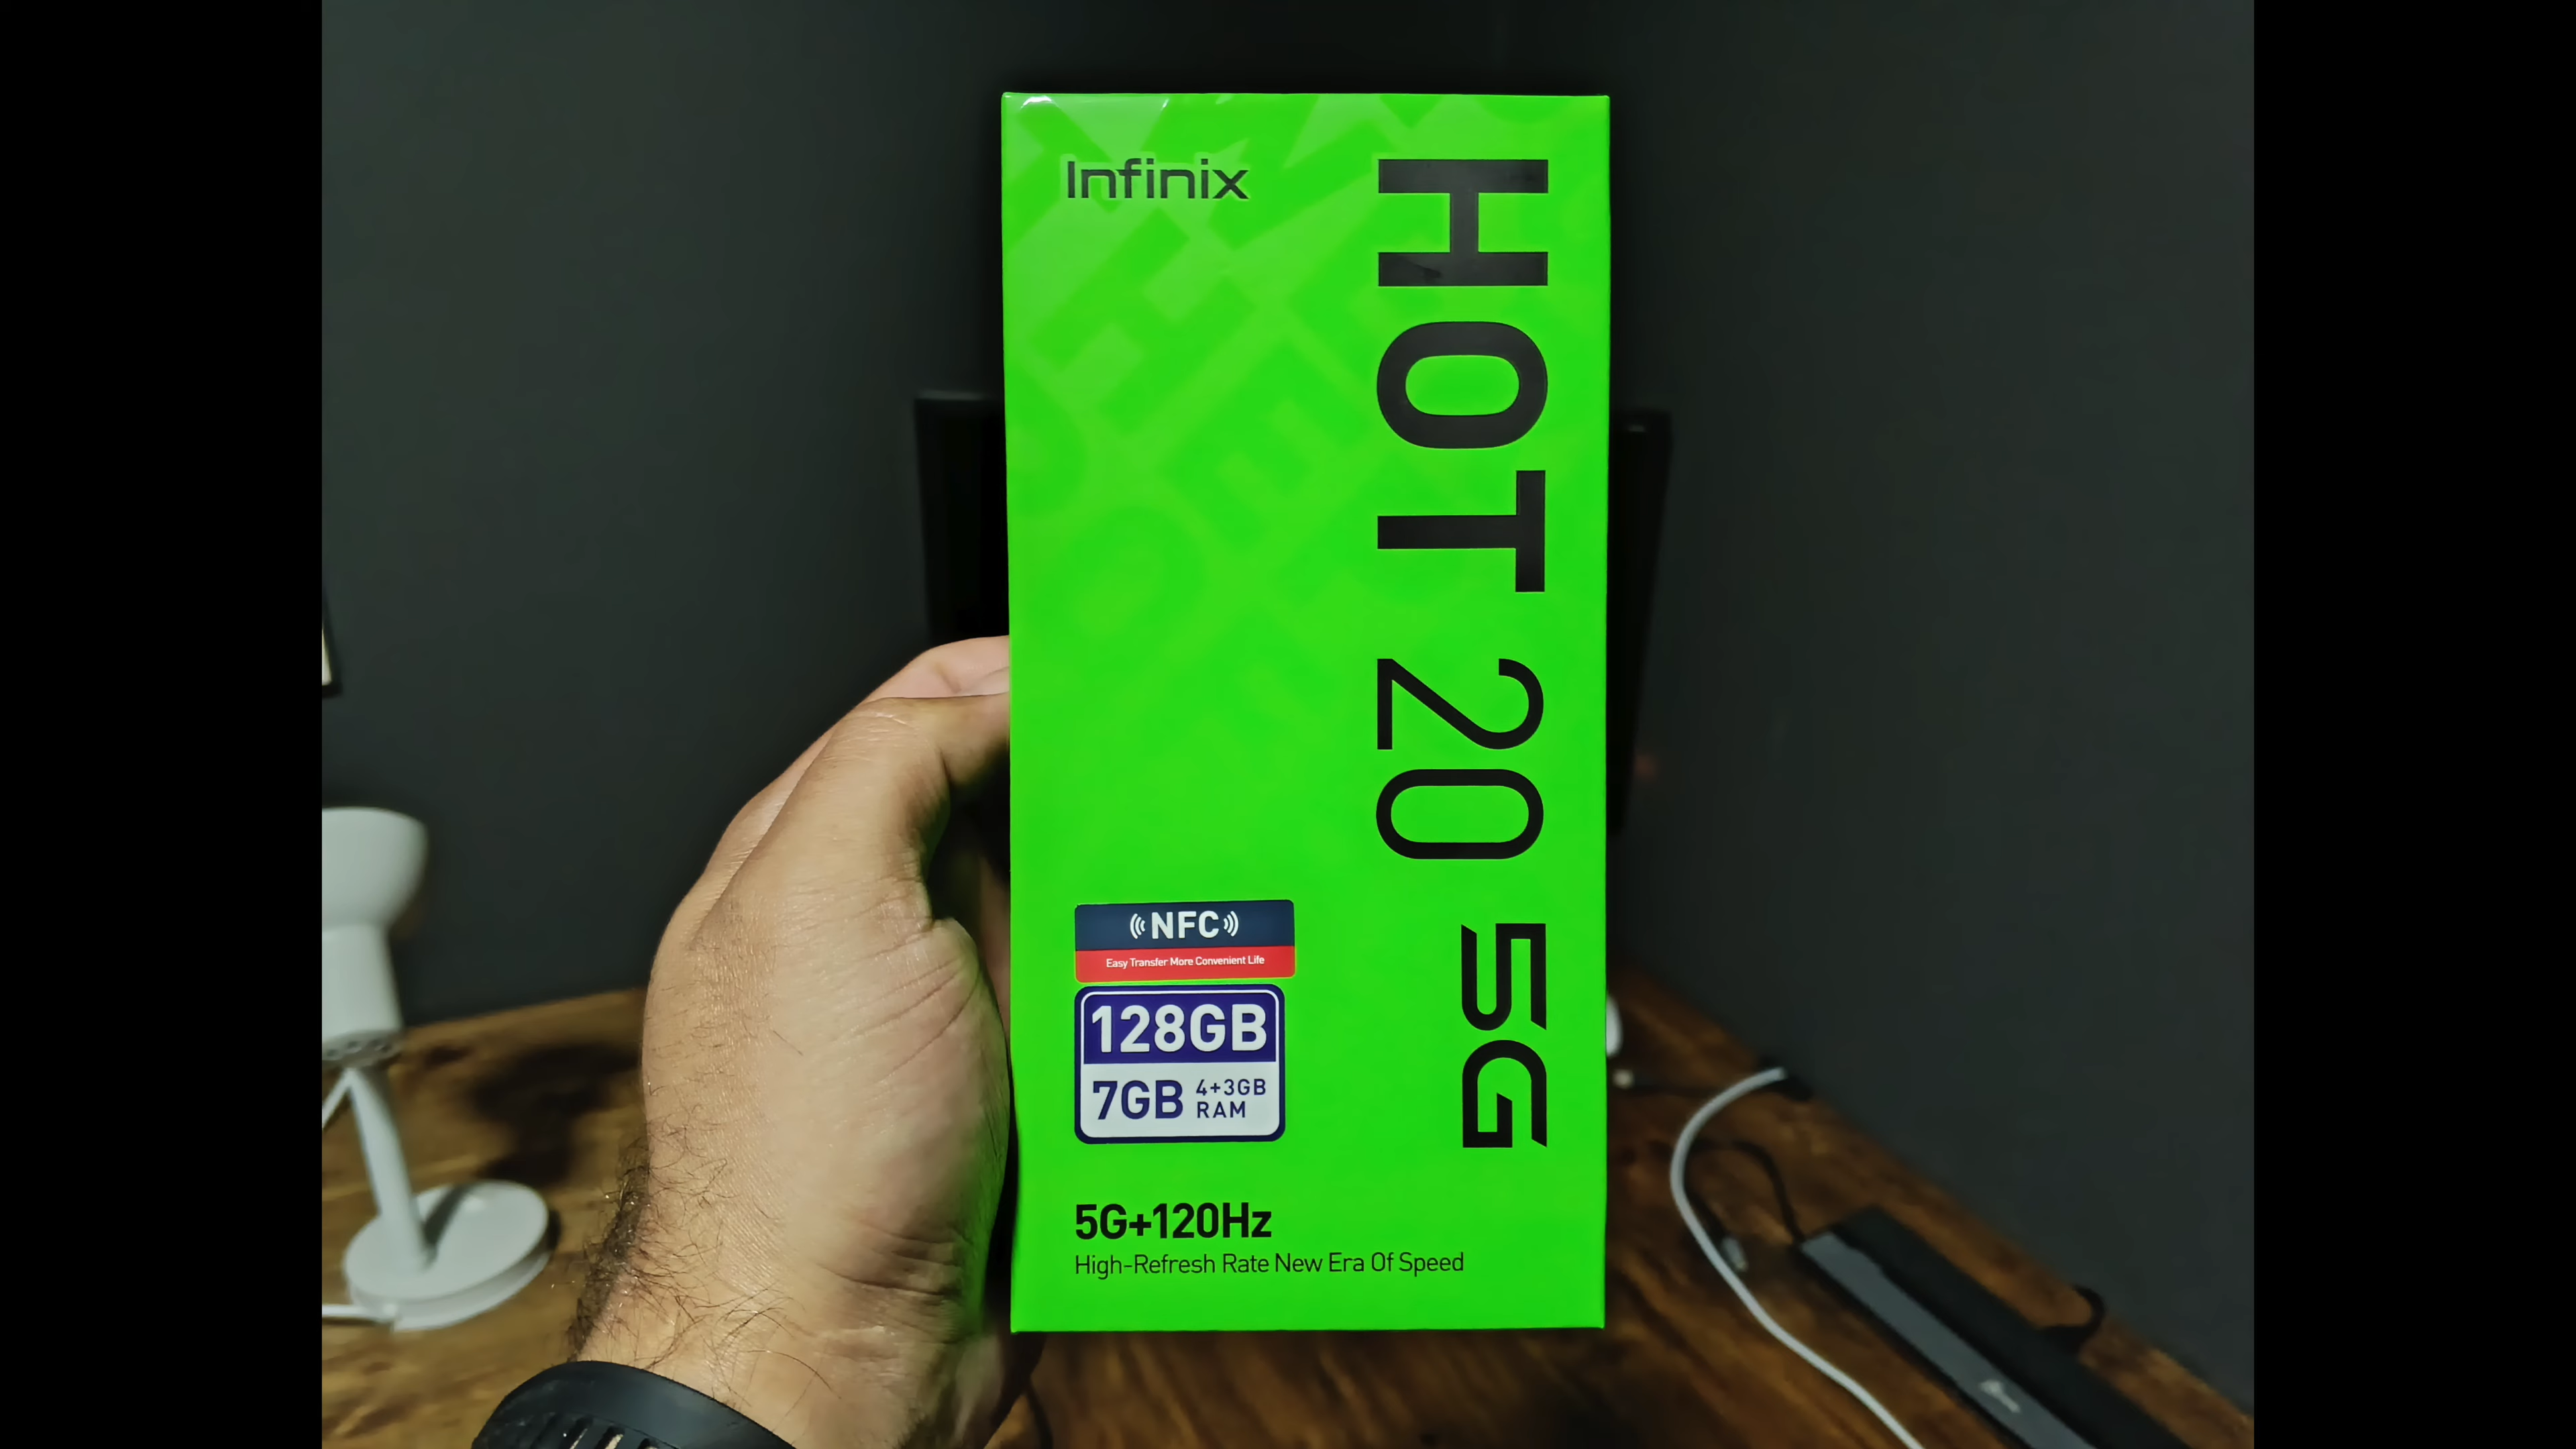 Infinix
HOT 20 5G
NFC
Easy Transfer More Convenient Life
128GB
7GB 4+3GB
RAM
5G+120Hz
High-Refresh Rate New Era Of Speed